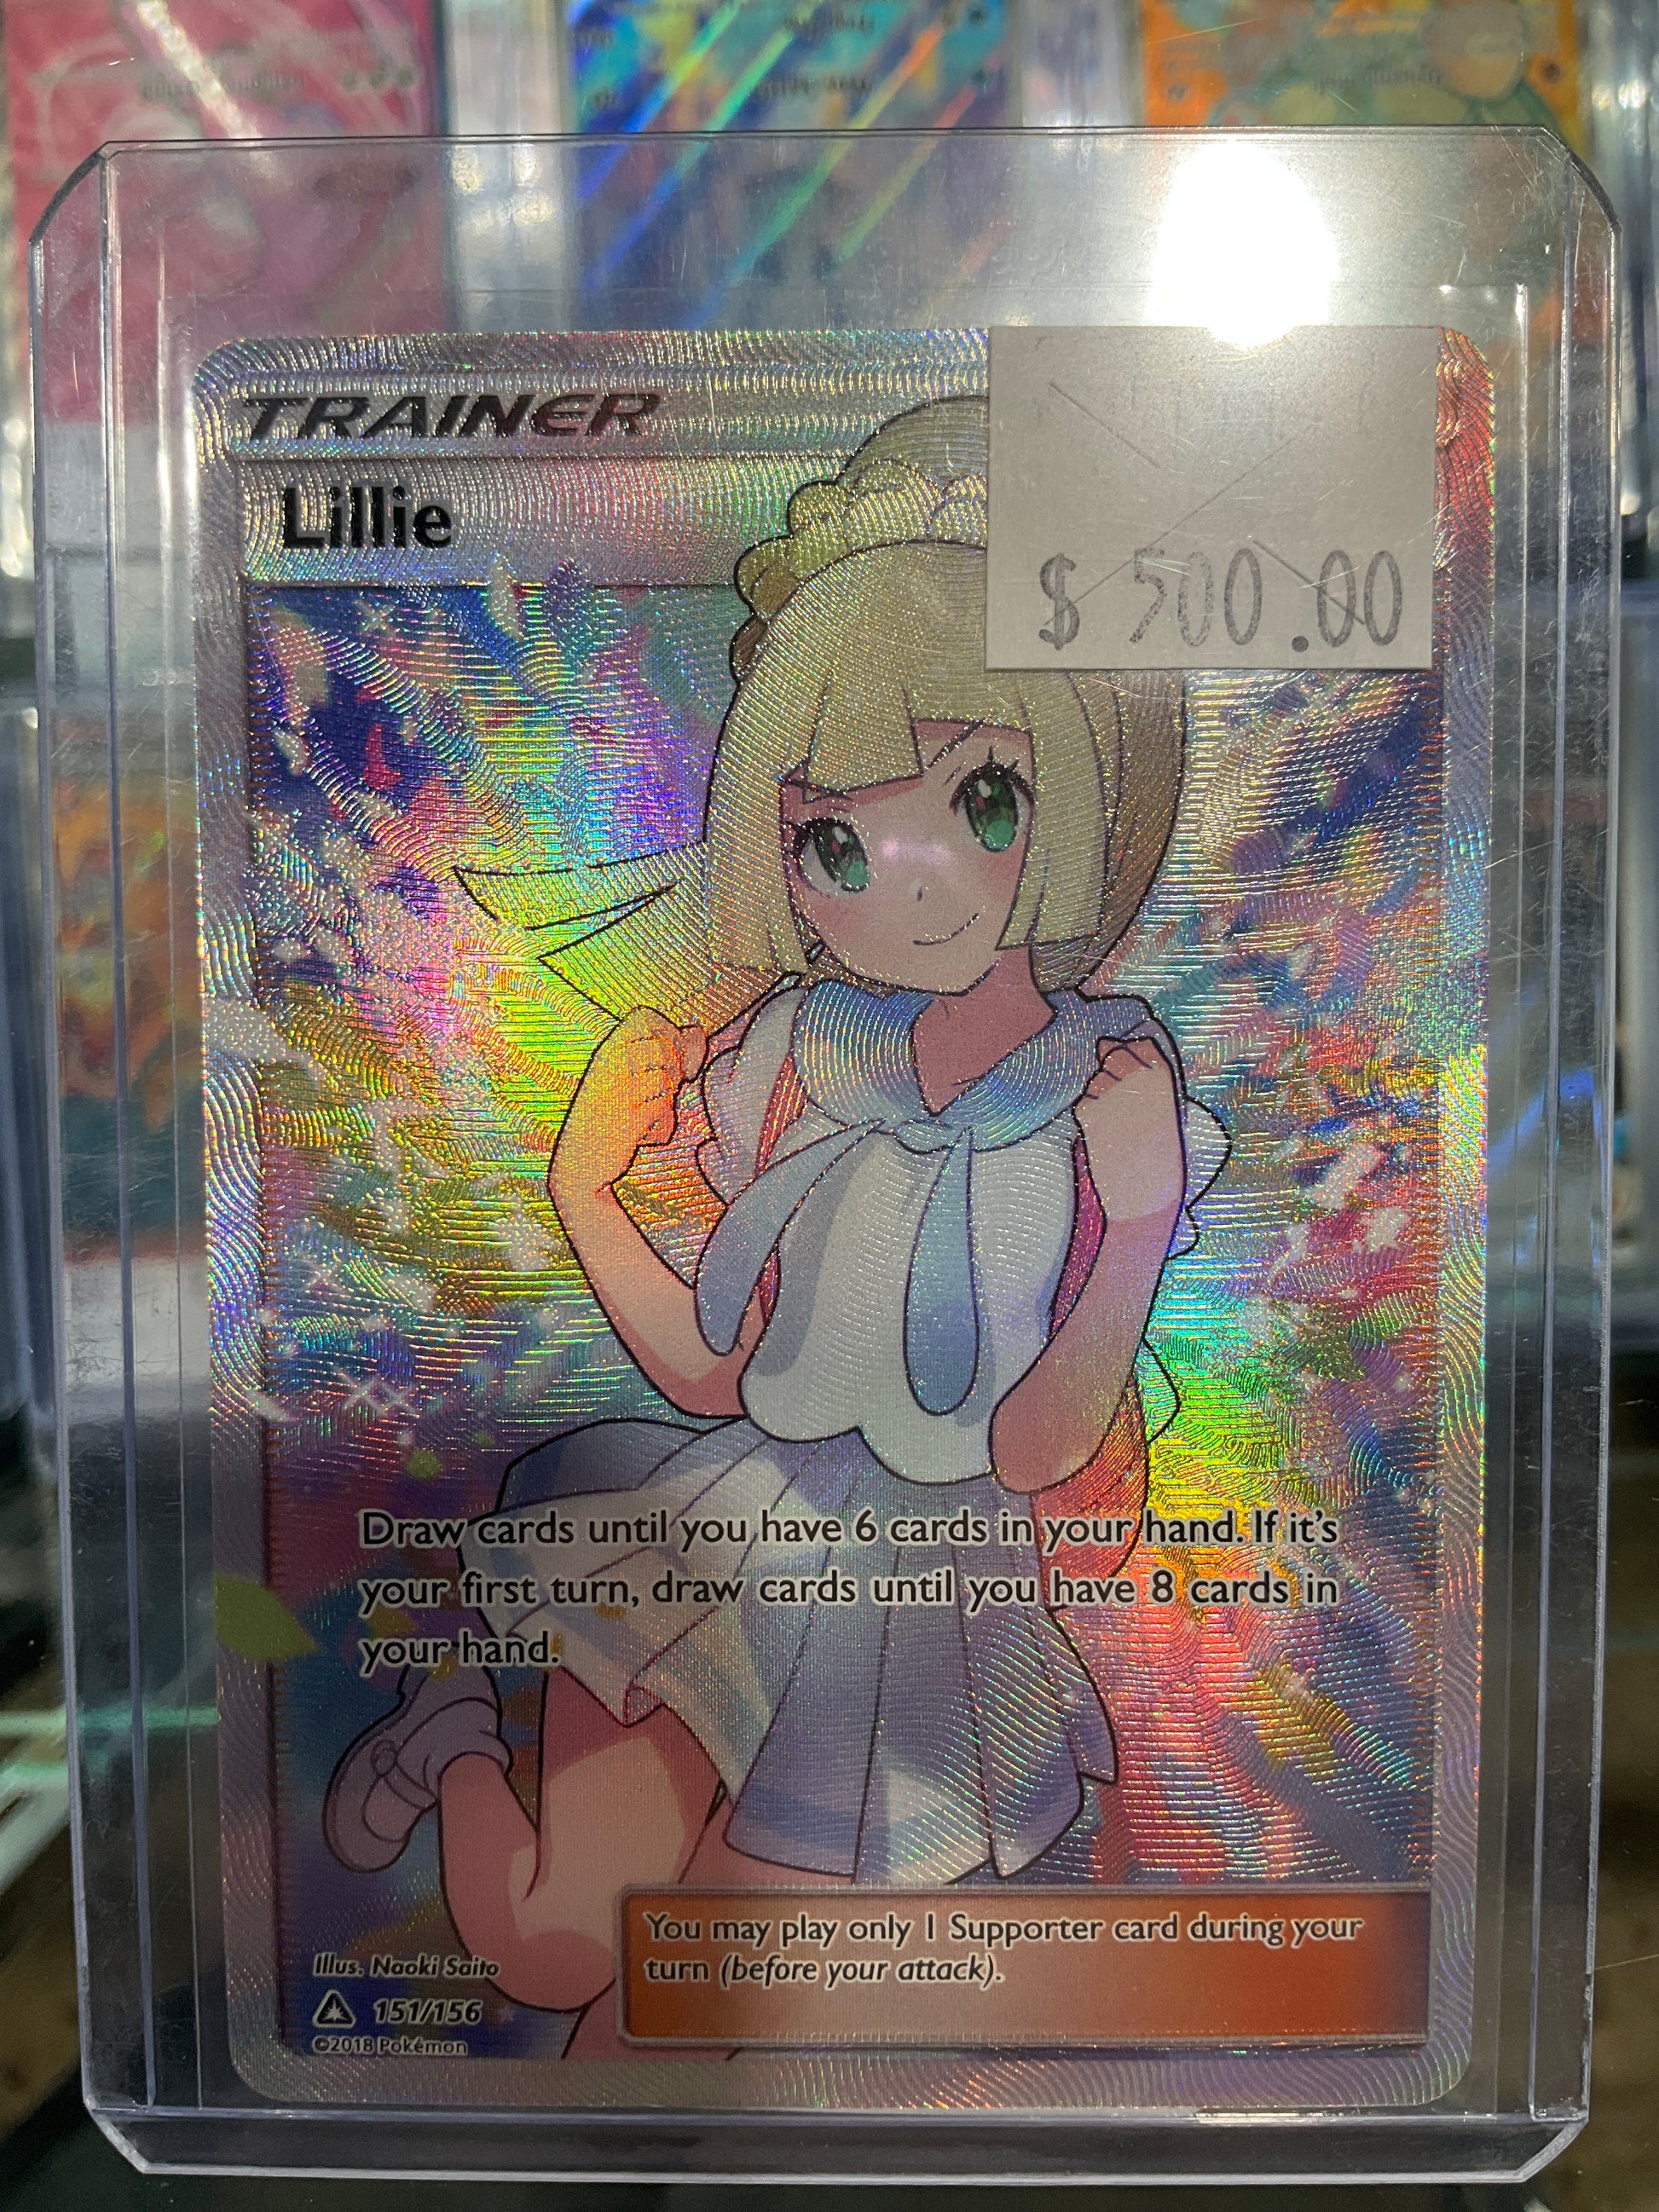 TRAINER
Lillie
$ 500.00
Draw cards until you have 6 cards in your hand. If it's
your first turn, draw cards until you have 8 cards in
your hand.
You may play only 1 Supporter card during your
turn (before your attack).
Illus. Naoki Saito
151/156
©2018 Pokémon